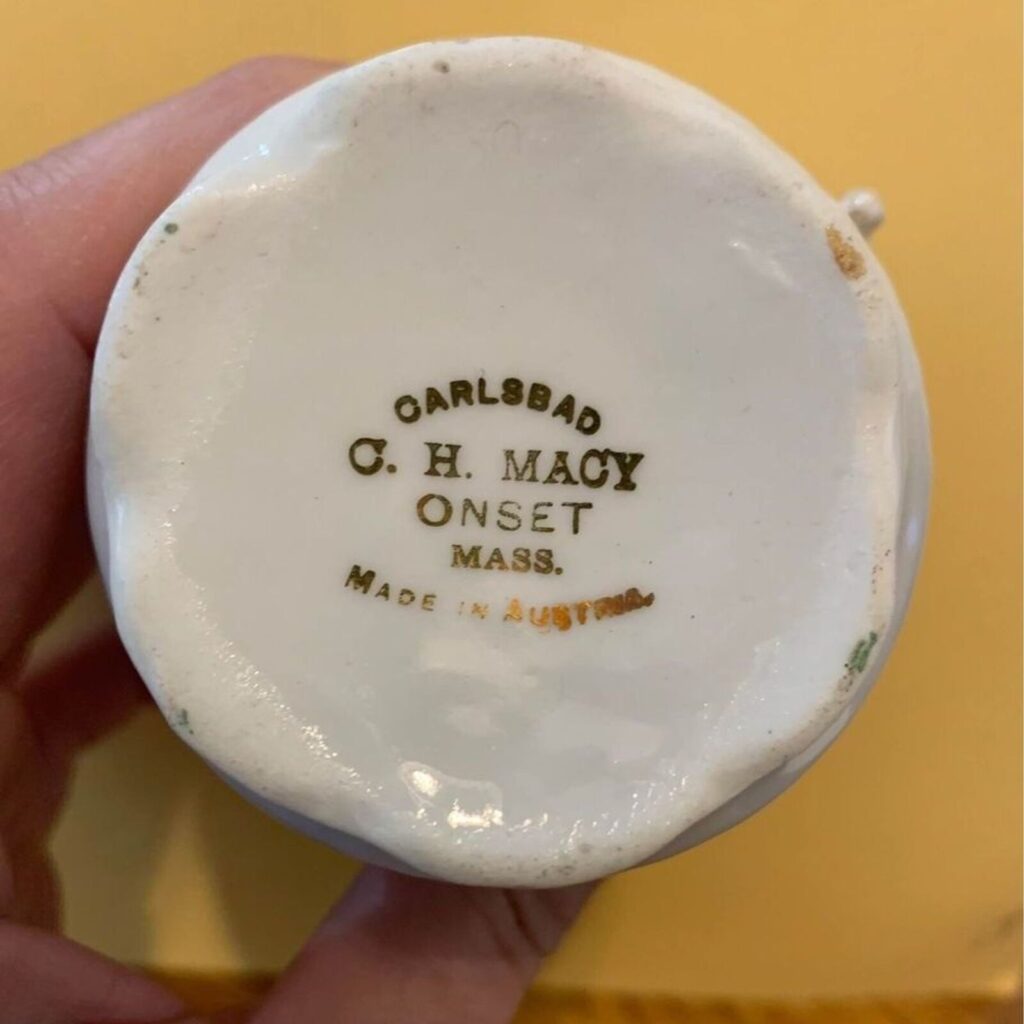 CARLSBAD
C. H. MACY
ONSET
MASS.
MADE IN AUSTRIA.